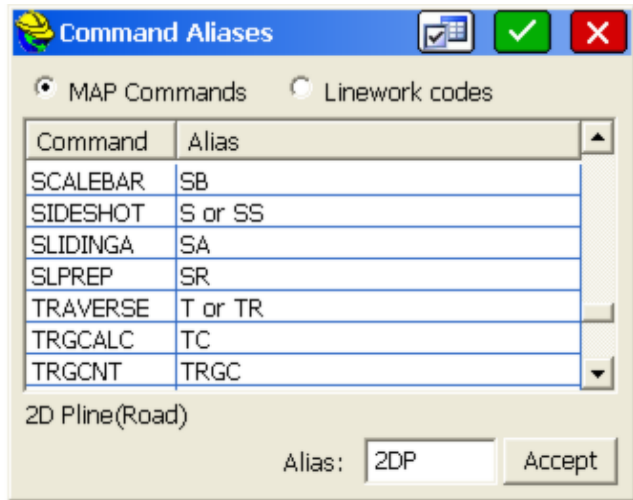 Command Aliases
MAP Commands Linework codes
Command Alias
SCALEBAR SB
SIDESHOT S or SS
SLIDINGA SA
SLPREP SR
TRAVERSE T or TR
TRGCALC TC
TRGCNT TRGC
2D Pline(Road)
Alias: 2DP Accept